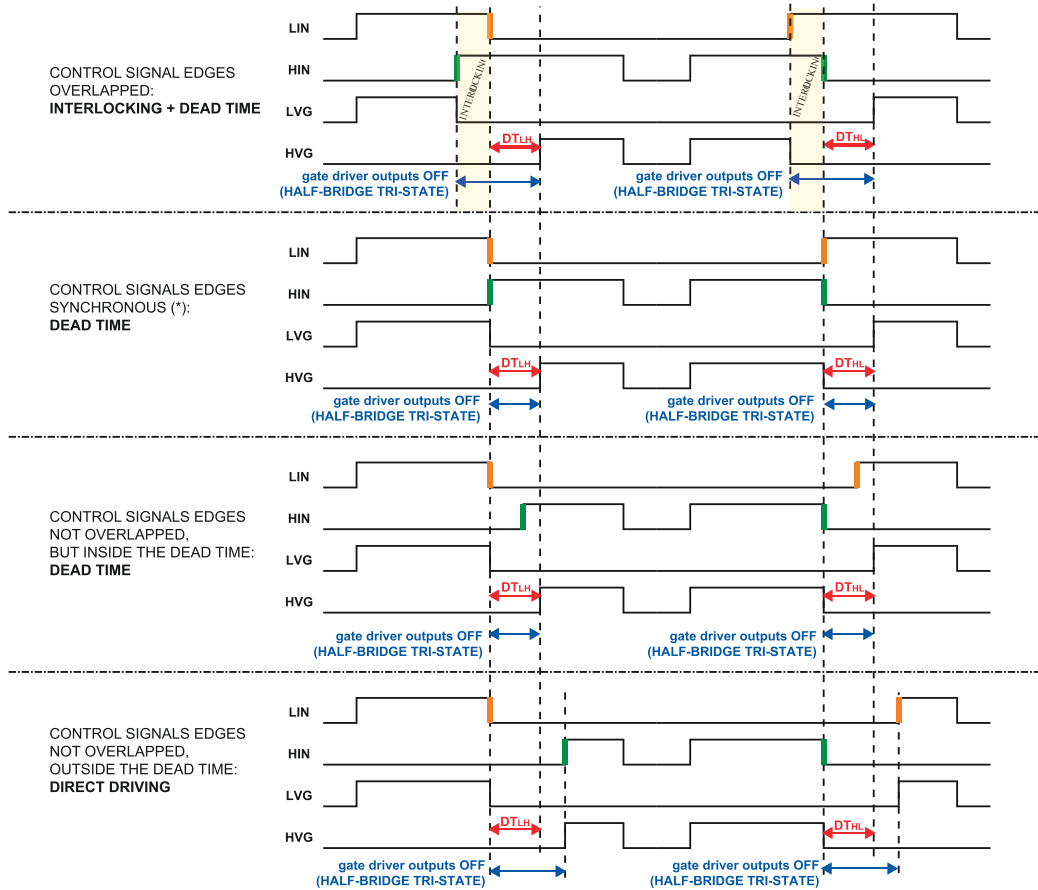 LIN
HIN
CONTROL SIGNAL EDGES
OVERLAPPED:
INTERLOCKING + DEAD TIME
INTERLOCKING
INTERLOCKING
LVG
DTLH
DTHL
HVG
gate driver outputs OFF
(HALF-BRIDGE TRI-STATE)
gate driver outputs OFF
(HALF-BRIDGE TRI-STATE)
LIN
CONTROL SIGNALS EDGES
SYNCHRONOUS (*):
DEAD TIME
HIN
LVG
DTLH
DTHL
HVG
gate driver outputs OFF
(HALF-BRIDGE TRI-STATE)
gate driver outputs OFF
(HALF-BRIDGE TRI-STATE)
LIN
CONTROL SIGNALS EDGES
NOT OVERLAPPED,
BUT INSIDE THE DEAD TIME:
DEAD TIME
HIN
LVG
DTLH
DTHL
HVG
gate driver outputs OFF
(HALF-BRIDGE TRI-STATE)
gate driver outputs OFF
(HALF-BRIDGE TRI-STATE)
LIN
CONTROL SIGNALS EDGES
NOT OVERLAPPED,
OUTSIDE THE DEAD TIME:
DIRECT DRIVING
HIN
LVG
DTLH
DTHL
HVG
gate driver outputs OFF
(HALF-BRIDGE TRI-STATE)
gate driver outputs OFF
(HALF-BRIDGE TRI-STATE)